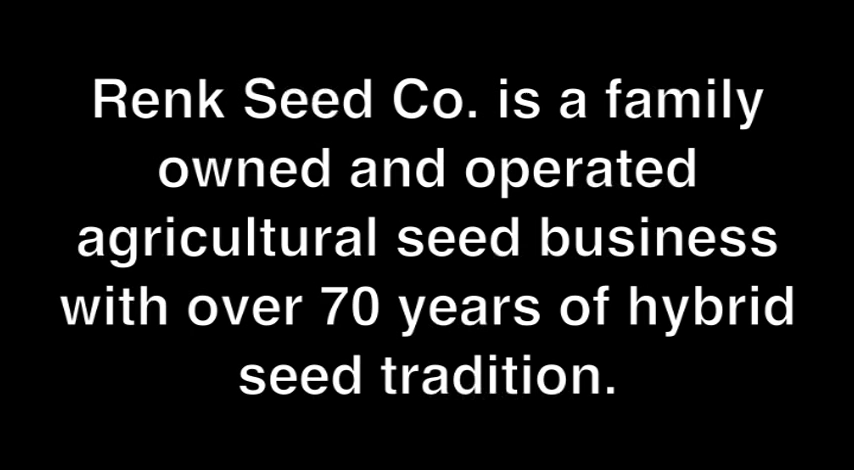 Renk Seed Co. is a family
owned and operated
agricultural seed business
with over 70 years of hybrid
seed tradition.